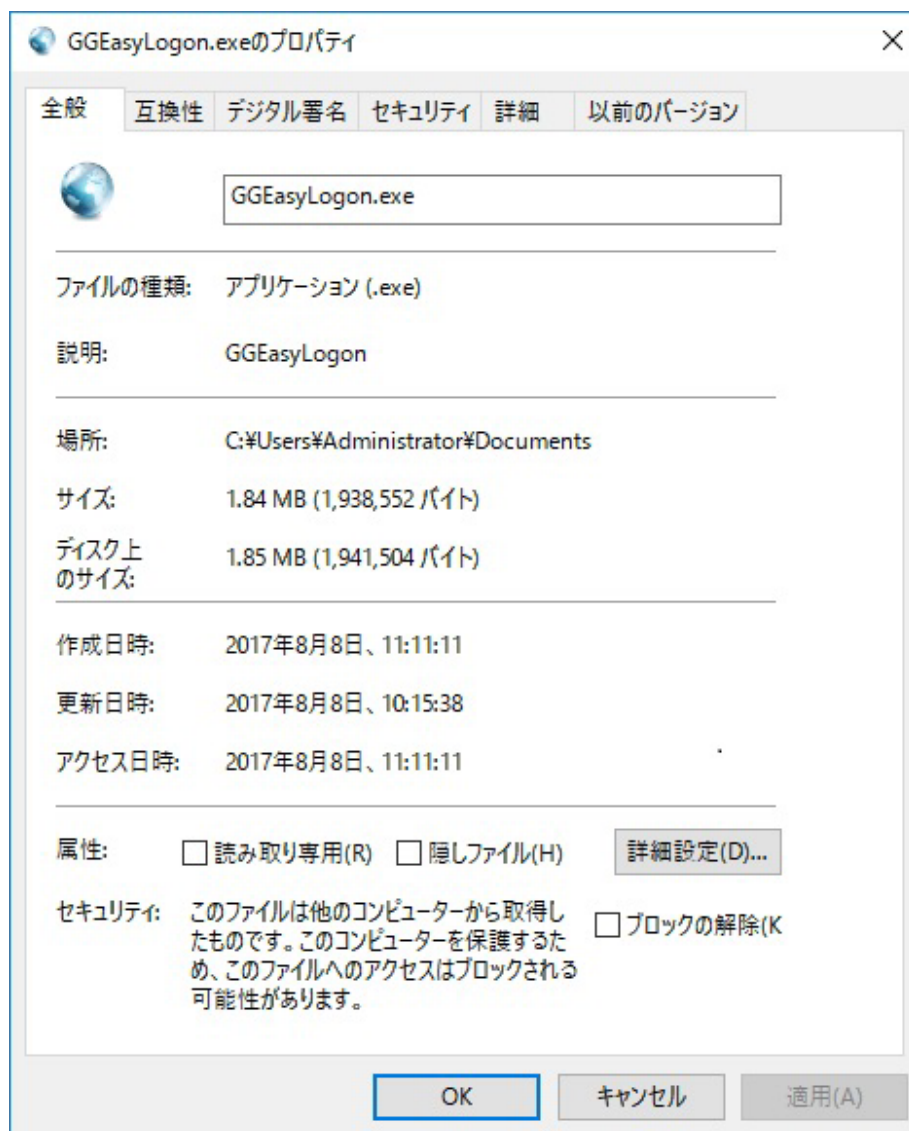 GGEasyLogon.exeのプロパティ
全般 互換性 デジタル署名 セキュリティ 詳細 以前のバージョン
GGEasyLogon.exe
ファイルの種類: アプリケーション (.exe)
説明: GGEasyLogon
場所: C:¥Users¥Administrator¥Documents
サイズ: 1.84 MB (1,938,552 バイト)
ディスク上
のサイズ: 1.85 MB (1,941,504 バイト)
作成日時: 2017年8月8日、11:11:11
更新日時: 2017年8月8日、10:15:38
アクセス日時: 2017年8月8日、11:11:11
属性: 読み取り専用(R) 隠しファイル(H) 詳細設定(D)...
セキュリティ: このファイルは他のコンピューターから取得し
たものです。このコンピューターを保護するた
め、このファイルへのアクセスはブロックされる
可能性があります。
ブロックの解除(K
OK キャンセル 適用(A)